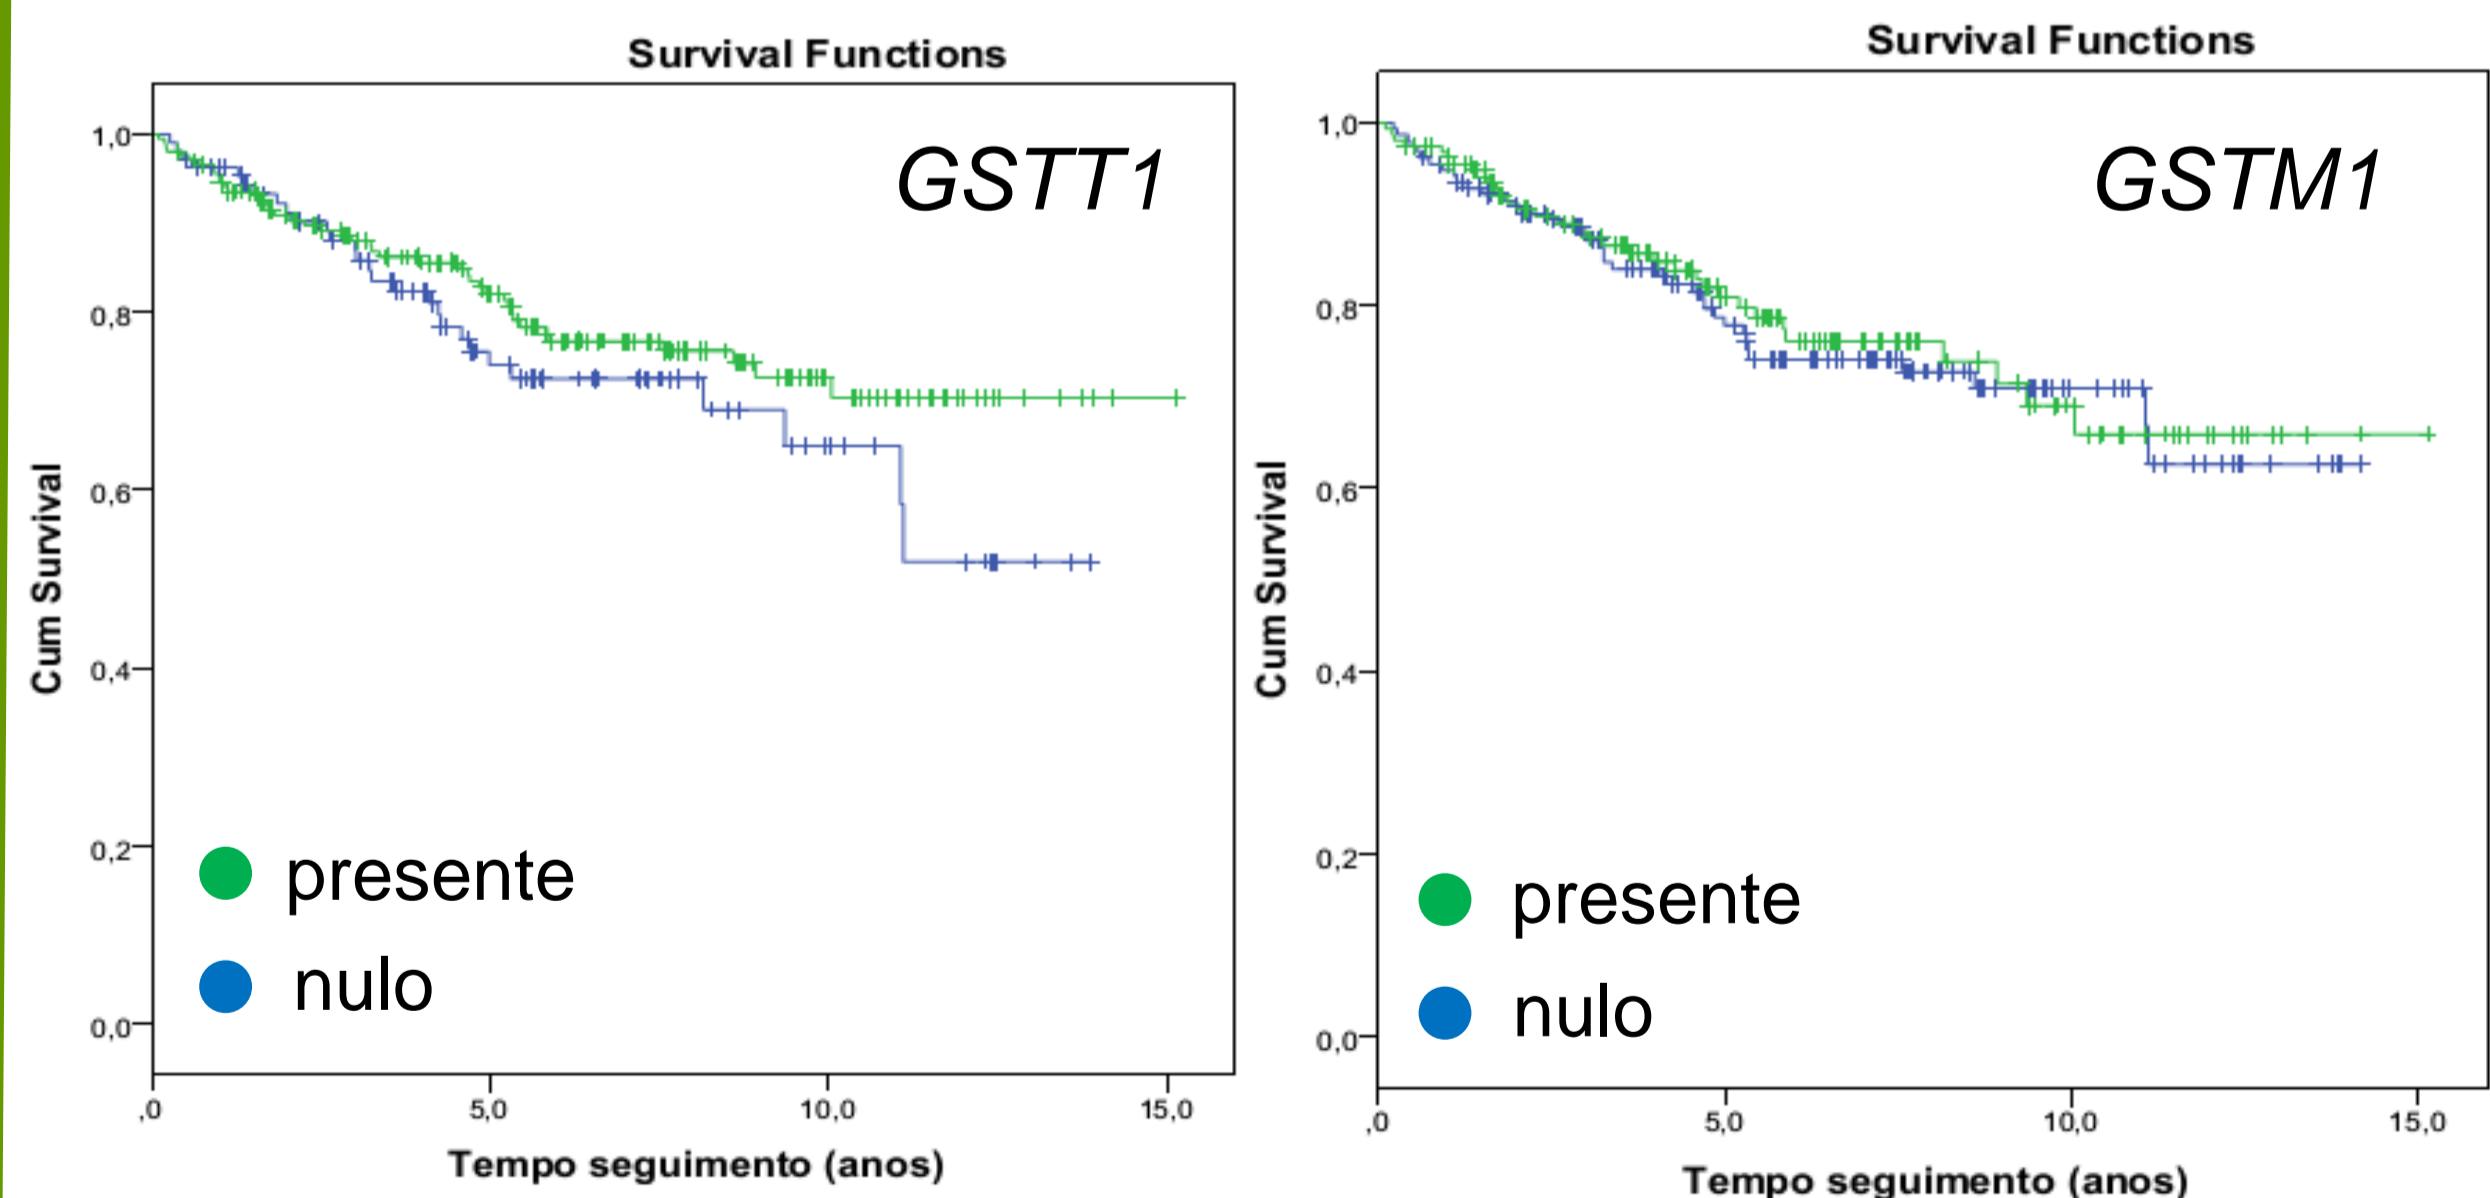 Survival Functions
GSTT1
Cum Survival
1,0
0,8
0,6
0,4
0,2
0,0
presente
nulo
,0
5,0
10,0
15,0
Tempo seguimento (anos)
Survival Functions
GSTM1
Cum Survival
1,0
0,8
0,6
0,4
0,2
0,0
presente
nulo
,0
5,0
10,0
15,0
Tempo seguimento (anos)